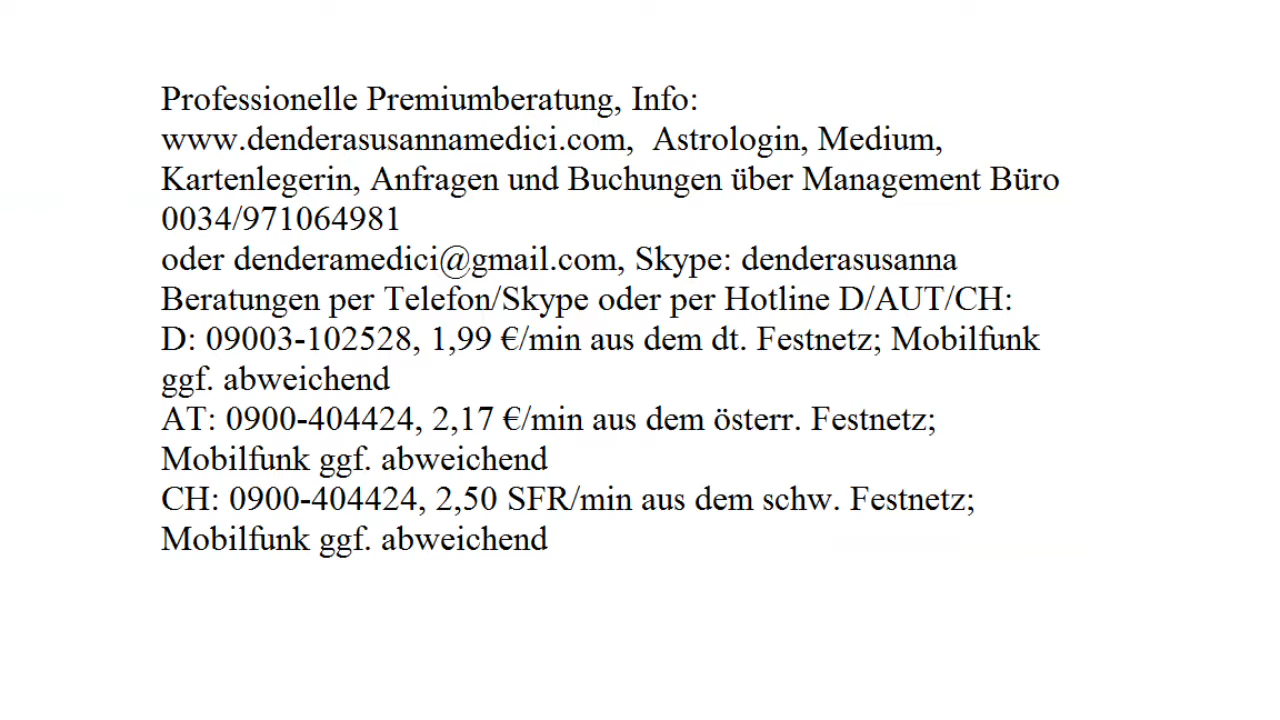 Professionelle Premiumberatung, Info:
www.denderasusannamedici.com,  Astrologin, Medium,
Kartenlegerin, Anfragen und Buchungen über Management Büro
0034/971064981
oder denderamedici@gmail.com, Skype: denderasusanna
Beratungen per Telefon/Skype oder per Hotline D/AUT/CH:
D: 09003-102528, 1,99 €/min aus dem dt. Festnetz; Mobilfunk
ggf. abweichend
AT: 0900-404424, 2,17 €/min aus dem österr. Festnetz;
Mobilfunk ggf. abweichend
CH: 0900-404424, 2,50 SFR/min aus dem schw. Festnetz;
Mobilfunk ggf. abweichend